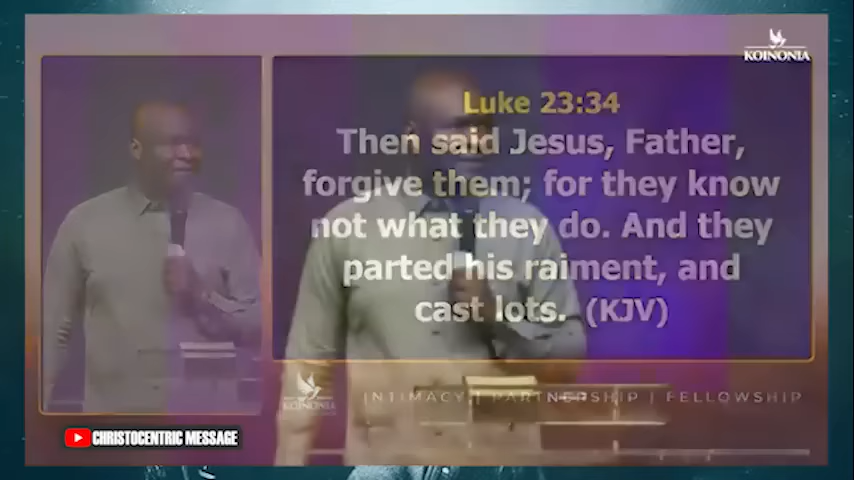 KOINONIA
Luke 23:34
Then said Jesus, Father,
forgive them; for they know
not what they do. And they
parted his raiment, and
cast lots. (KJV)
KOINONIA
INTIMACY | PARTNERSHIP | FELLOWSHIP
CHRISTOCENTRIC MESSAGE